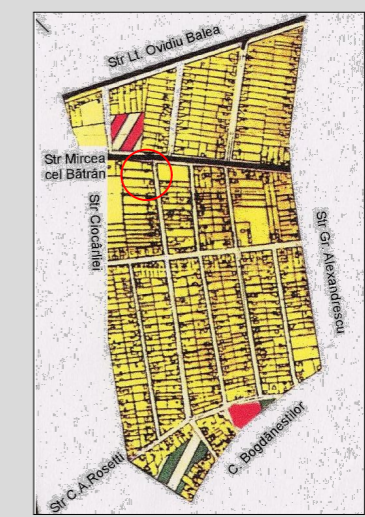 Str Lt. Ovidiu Balea
Str Mircea
cel Bătrân
Str Ciocârliei
Str Gr. Alexandrescu
Str C.A.Rosetti
C. Bogdăneștilor